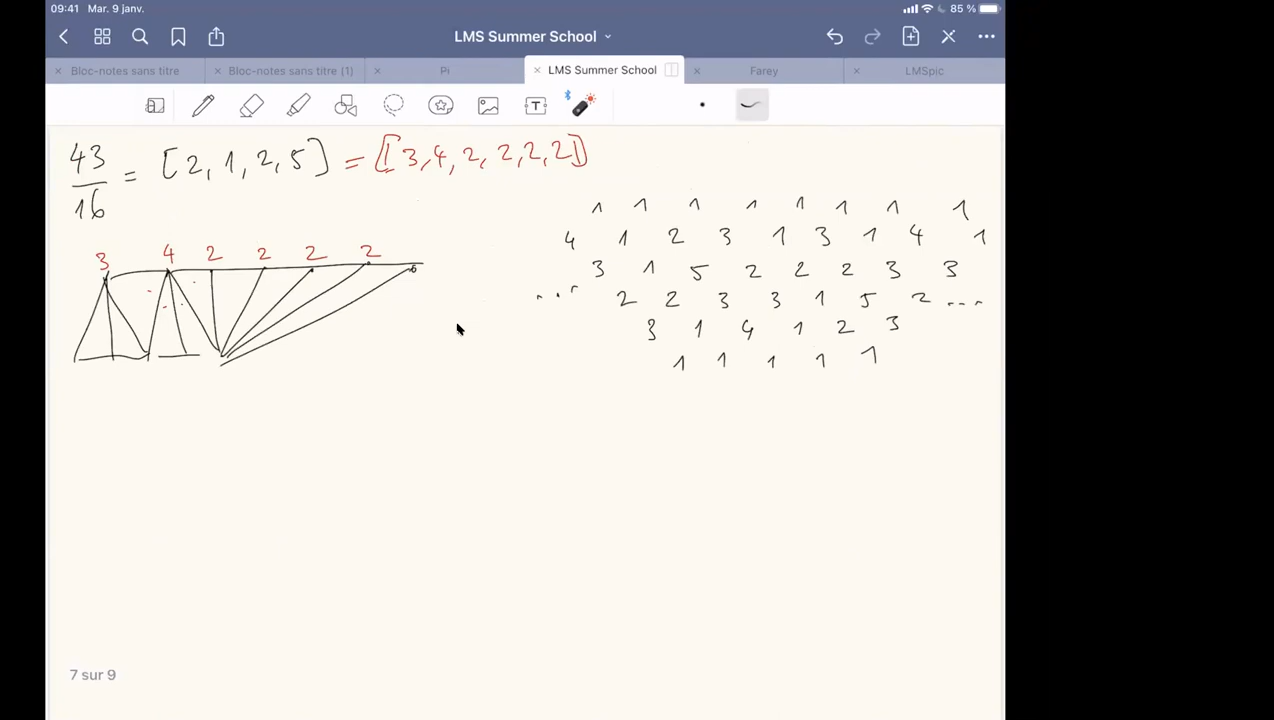 09:41 Mar. 9 janv. 85 %
LMS Summer School
Bloc-notes sans titre Bloc-notes sans titre (1) Pi LMS Summer School Farey LMSpic
T
43/16 = [2, 1, 2, 5] = [[3, 4, 2, 2, 2, 2]]
1 1 1 1 1 1 1 1
4 1 2 3 1 3 1 4 1
3 1 5 2 2 2 3 3
... 2 2 3 3 1 5 2 ...
3 1 4 1 2 3
1 1 1 1 1
3 4 2 2 2 2
7 sur 9